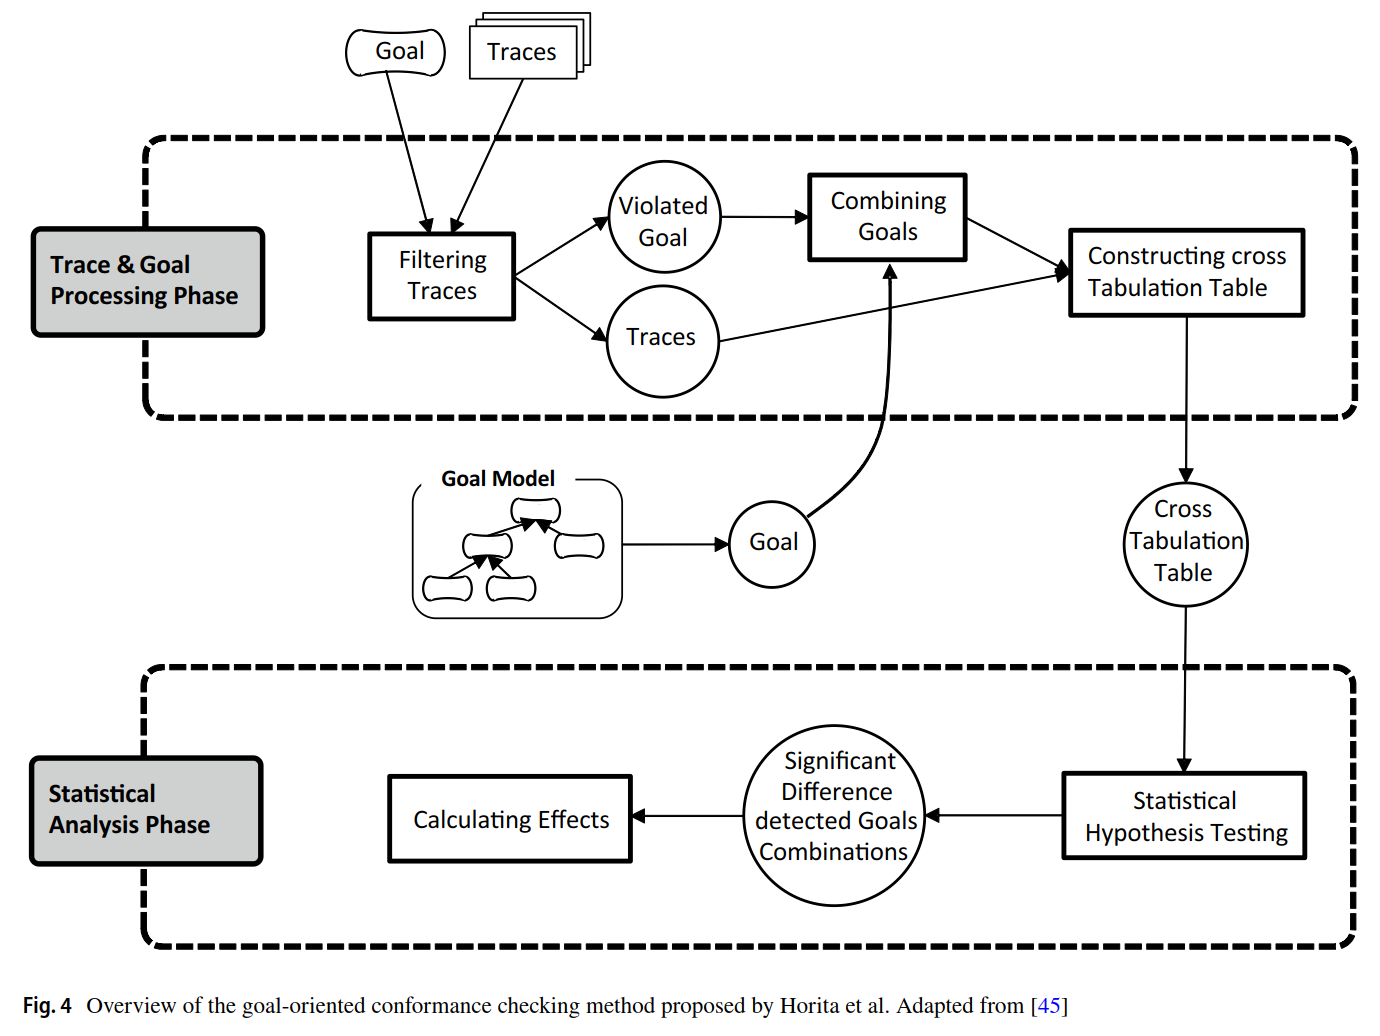 Goal
Traces
Trace & Goal
Processing Phase
Filtering
Traces
Violated
Goal
Traces
Combining
Goals
Constructing cross
Tabulation Table
Goal Model
Goal
Cross
Tabulation
Table
Statistical
Analysis Phase
Calculating Effects
Significant
Difference
detected Goals
Combinations
Statistical
Hypothesis Testing
Fig. 4 Overview of the goal-oriented conformance checking method proposed by Horita et al. Adapted from [45]